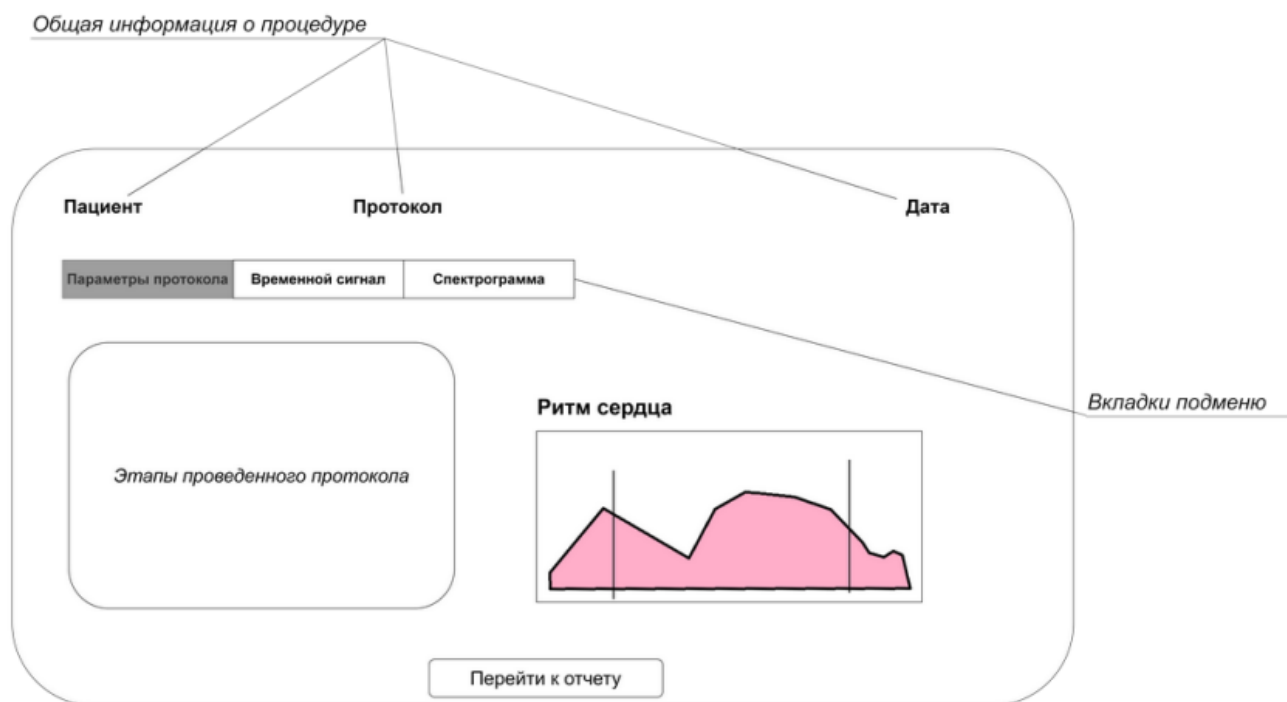 Общая информация о процедуре
Пациент Протокол Дата
Параметры протокола Временной сигнал Спектрограмма
Вкладки подменю
Ритм сердца
Этапы проведенного протокола
Перейти к отчету